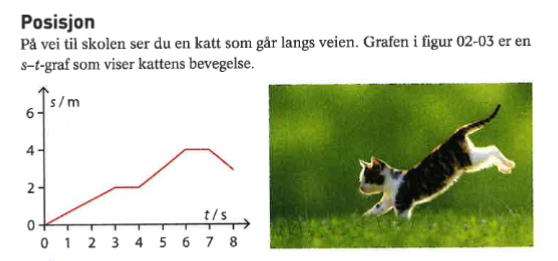 Posisjon
På vei til skolen ser du en katt som går langs veien. Grafen i figur 02-03 er en
s–t-graf som viser kattens bevegelse.
s/m
6
4
2
0
t/s
0 1 2 3 4 5 6 7 8